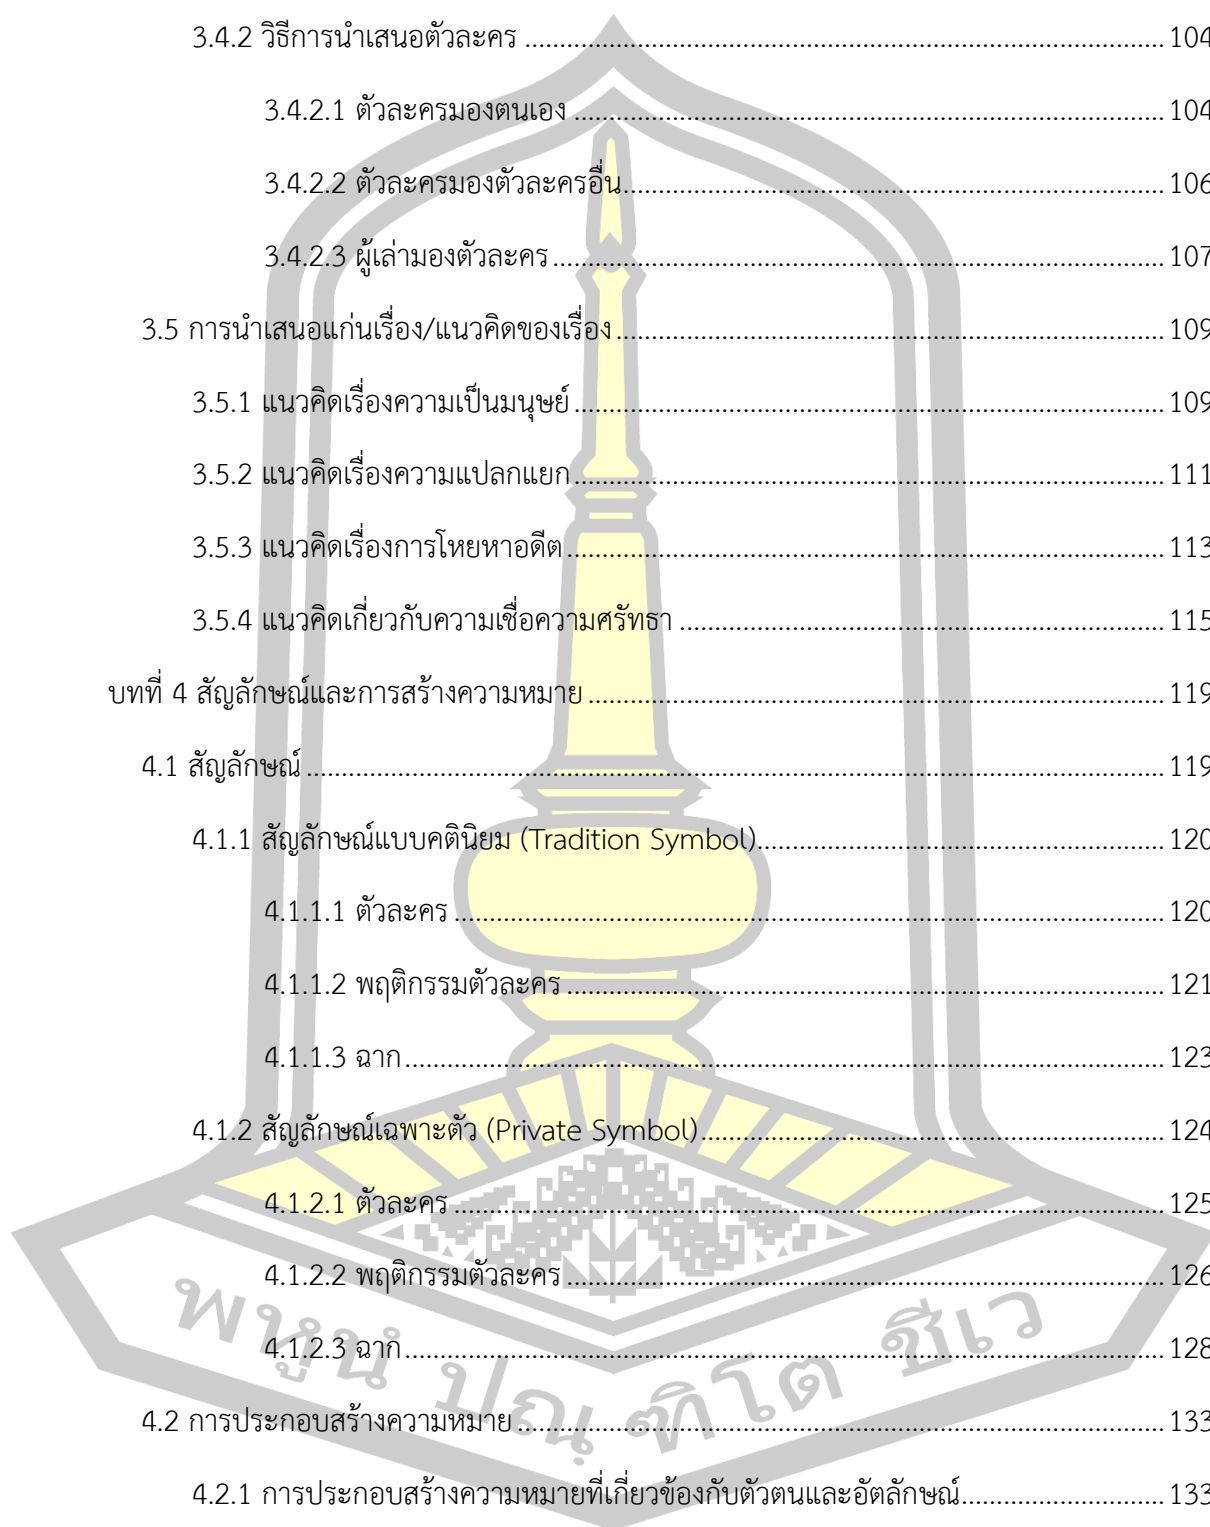 3.4.2 วิธีการนำเสนอตัวละคร ........................................................................ 104
3.4.2.1 ตัวละครมองตนเอง ........................................................................ 104
3.4.2.2 ตัวละครมองตัวละครอื่น........................................................................ 106
3.4.2.3 ผู้เล่ามองตัวละคร ........................................................................ 107
3.5 การนำเสนอแก่นเรื่อง/แนวคิดของเรื่อง ........................................................................ 109
3.5.1 แนวคิดเรื่องความเป็นมนุษย์ ........................................................................ 109
3.5.2 แนวคิดเรื่องความแปลกแยก ........................................................................ 111
3.5.3 แนวคิดเรื่องการโหยหาอดีต ........................................................................ 113
3.5.4 แนวคิดเกี่ยวกับความเชื่อความศรัทธา ........................................................................ 115
บทที่ 4 สัญลักษณ์และการสร้างความหมาย ........................................................................ 119
4.1 สัญลักษณ์ ........................................................................ 119
4.1.1 สัญลักษณ์แบบคตินิยม (Tradition Symbol)........................................................................ 120
4.1.1.1 ตัวละคร ........................................................................ 120
4.1.1.2 พฤติกรรมตัวละคร ........................................................................ 121
4.1.1.3 ฉาก ........................................................................ 123
4.1.2 สัญลักษณ์เฉพาะตัว (Private Symbol)........................................................................ 124
4.1.2.1 ตัวละคร ........................................................................ 125
4.1.2.2 พฤติกรรมตัวละคร ........................................................................ 126
4.1.2.3 ฉาก ........................................................................ 128
4.2 การประกอบสร้างความหมาย ........................................................................ 133
4.2.1 การประกอบสร้างความหมายที่เกี่ยวข้องกับตัวตนและอัตลักษณ์........................................................................ 133
พหูนํ ปณฺฑิโต ชีเว